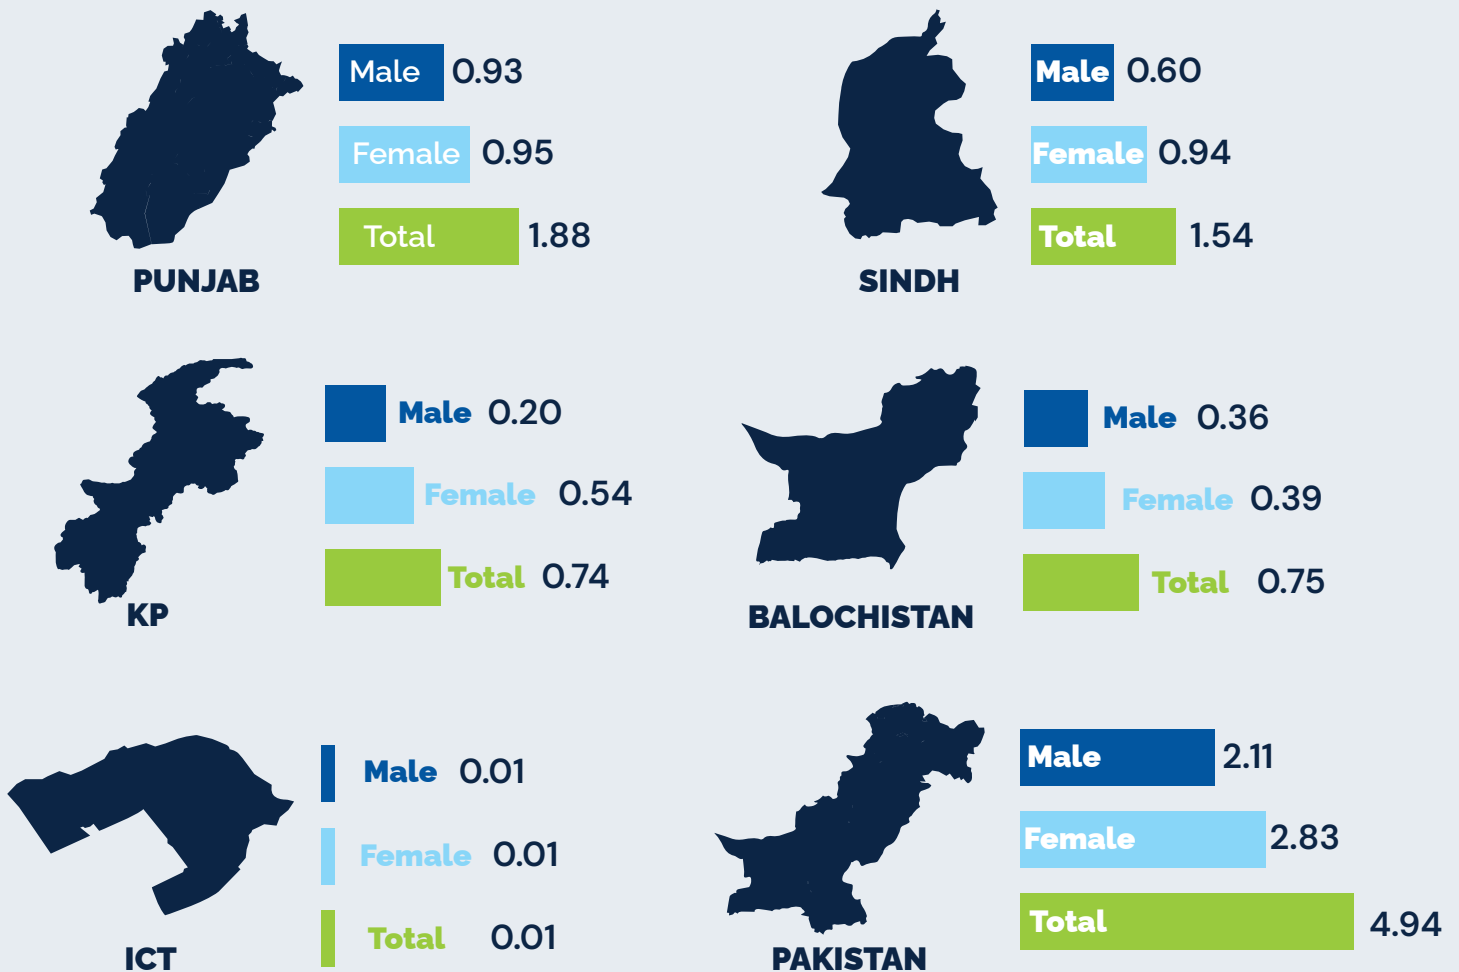 Male 0.93
Female 0.95
Total 1.88
PUNJAB
Male 0.60
Female 0.94
Total 1.54
SINDH
Male 0.20
Female 0.54
Total 0.74
KP
Male 0.36
Female 0.39
Total 0.75
BALOCHISTAN
Male 0.01
Female 0.01
Total 0.01
ICT
Male 2.11
Female 2.83
Total 4.94
PAKISTAN